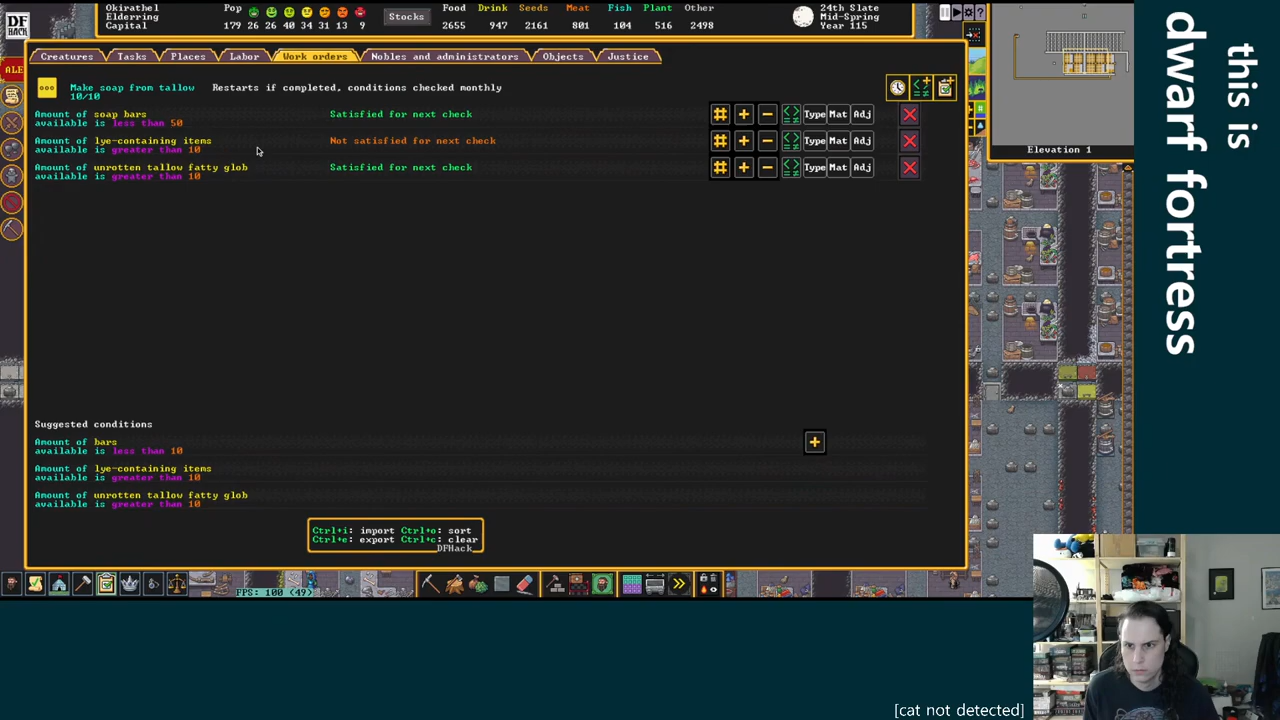 DF
HACK
Okirathel
Elderring
Capital
Pop
179 26 26 40 34 31 13 9
Stocks
Food Drink Seeds Meat Fish Plant Other
2655 947 2161 801 104 516 2498
24th Slate
Mid-Spring
Year 115
Elevation 1
ALE
Creatures Tasks Places Labor Work orders Nobles and administrators Objects Justice
Make soap from tallow Restarts if completed, conditions checked monthly
10/10
Amount of soap bars Satisfied for next check
available is less than 50
Type Mat Adj
Amount of lye-containing items Not satisfied for next check
available is greater than 10
Type Mat Adj
Amount of unrotten tallow fatty glob Satisfied for next check
available is greater than 10
Type Mat Adj
Suggested conditions
Amount of bars
available is less than 10
Amount of lye-containing items
available is greater than 10
Amount of unrotten tallow fatty glob
available is greater than 10
Ctrl+i: import Ctrl+o: sort
Ctrl+e: export Ctrl+c: clear
DFHack
FPS: 100 (49)
this is
dwarf fortress
[cat not detected]